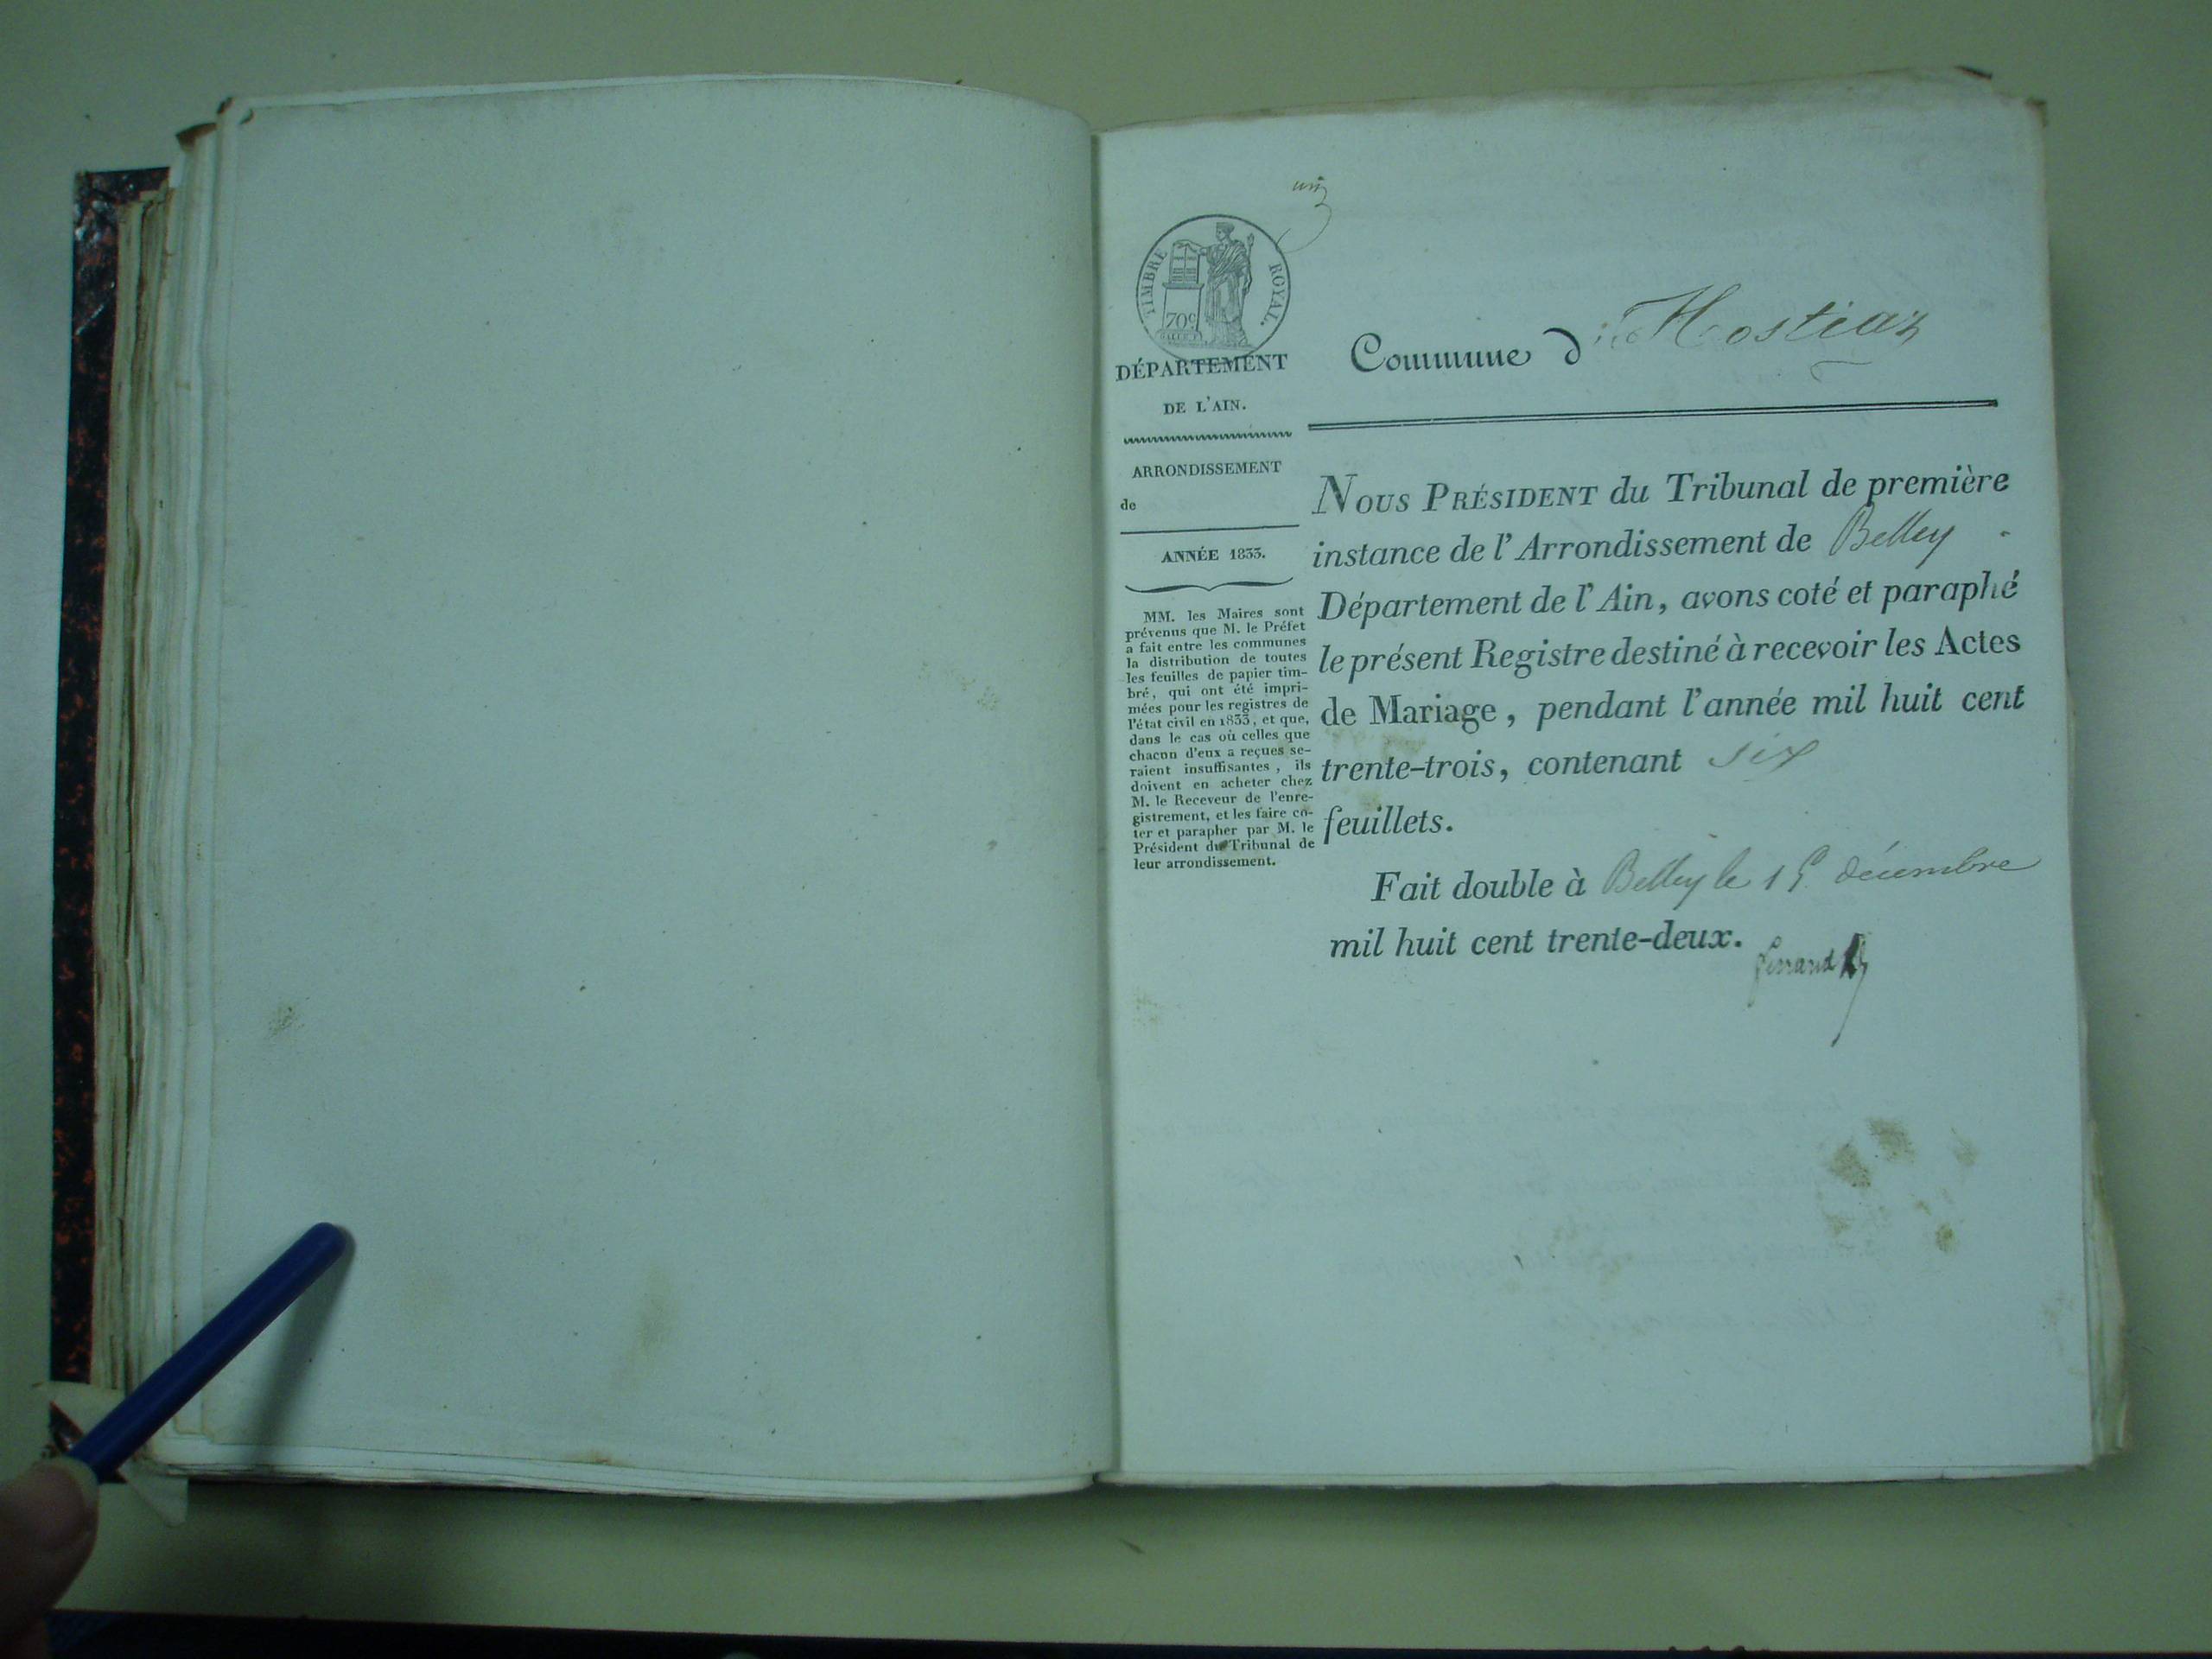 TIMBRE ROYAL.
70c
DÉPARTEMENT
DE L'AIN.
ARRONDISSEMENT
de
ANNÉE 1833.
MM. les Maires sont
prévenus que M. le Préfet
a fait entre les communes
la distribution de toutes
les feuilles de papier tim-
bré, qui ont été impri-
mées pour les registres de
l'état civil en 1833, et que,
dans le cas où celles que
chacun d'eux a reçues se-
raient insuffisantes, ils
doivent en acheter chez
M. le Receveur de l'enre-
gistrement, et les faire co-
ter et parapher par M. le
Président du Tribunal de
leur arrondissement.
Commune d' Hostiaz
NOUS PRÉSIDENT du Tribunal de première
instance de l'Arrondissement de Belley
Département de l'Ain, avons coté et paraphé
le présent Registre destiné à recevoir les Actes
de Mariage, pendant l'année mil huit cent
trente-trois, contenant six
feuillets.
Fait double à Belley le 15 décembre
mil huit cent trente-deux.